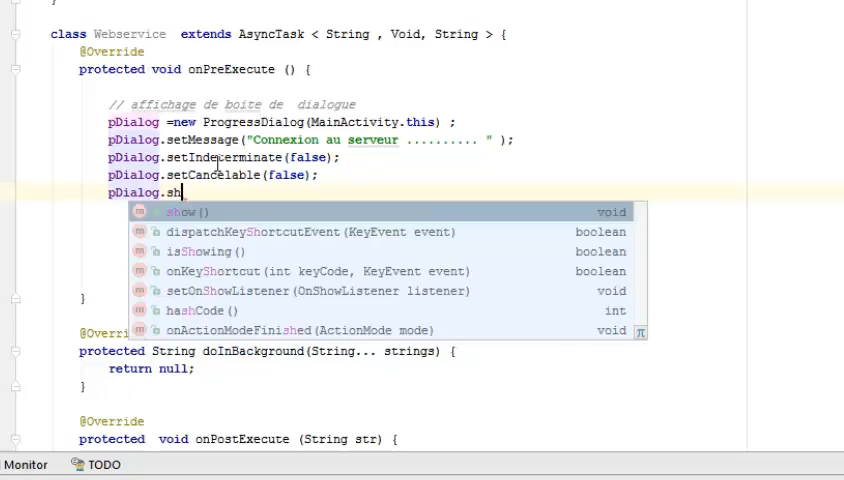 }
class Webservice extends AsyncTask < String , Void, String > {
@Override
protected void onPreExecute () {
// affichage de boite de dialogue
pDialog =new ProgressDialog(MainActivity.this) ;
pDialog.setMessage("Connexion au serveur .......... " );
pDialog.setIndeterminate(false);
pDialog.setCancelable(false);
pDialog.sh
m show() void
m dispatchKeyShortcutEvent(KeyEvent event) boolean
m isShowing() boolean
m onKeyShortcut(int keyCode, KeyEvent event) boolean
m setOnShowListener(OnShowListener listener) void
m hashCode() int
m onActionModeFinished(ActionMode mode) void π
}
@Overri
protected String doInBackground(String... strings) {
return null;
}
@Override
protected void onPostExecute (String str) {
Monitor TODO